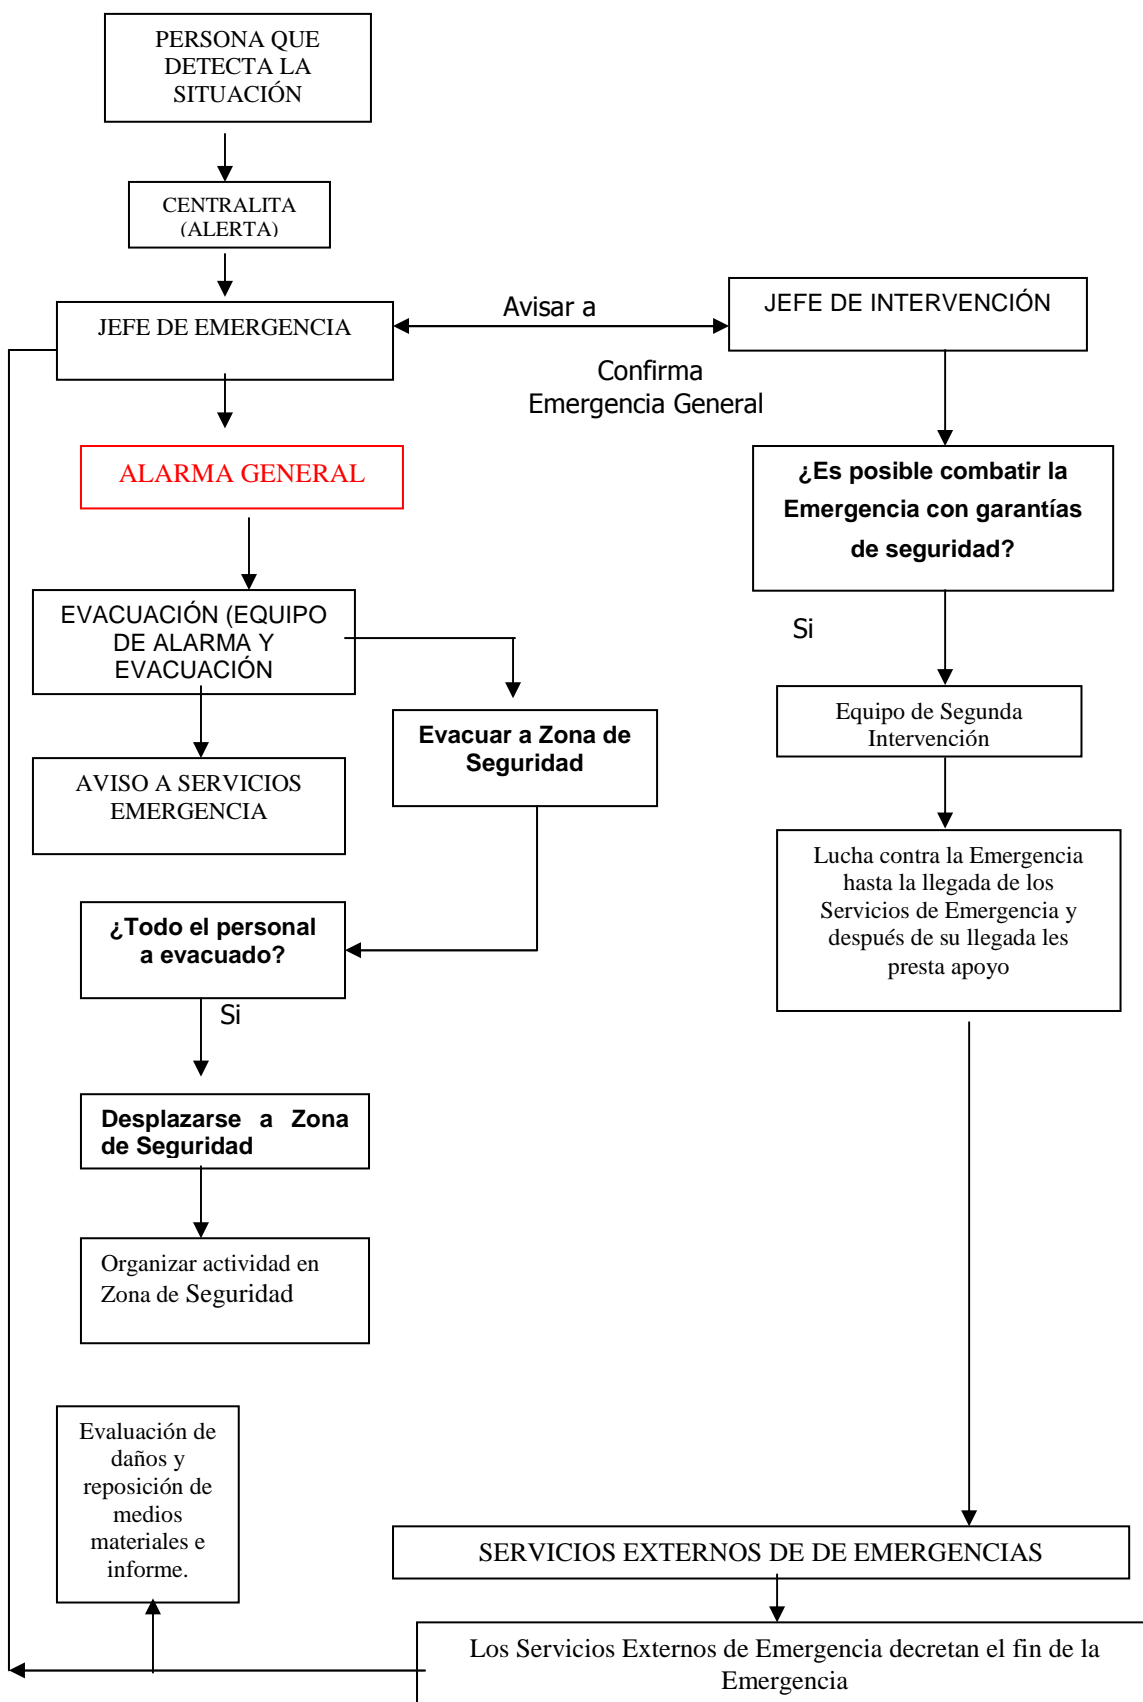 PERSONA QUE
DETECTA LA
SITUACIÓN
CENTRALITA
(ALERTA)
JEFE DE EMERGENCIA
Avisar a
JEFE DE INTERVENCIÓN
Confirma
Emergencia General
ALARMA GENERAL
¿Es posible combatir la
Emergencia con garantías
de seguridad?
EVACUACIÓN (EQUIPO
DE ALARMA Y
EVACUACIÓN
Si
Evacuar a Zona de
Seguridad
Equipo de Segunda
Intervención
AVISO A SERVICIOS
EMERGENCIA
Lucha contra la Emergencia
hasta la llegada de los
Servicios de Emergencia y
después de su llegada les
presta apoyo
¿Todo el personal
a evacuado?
Si
Desplazarse a Zona
de Seguridad
Organizar actividad en
Zona de Seguridad
Evaluación de
daños y
reposición de
medios
materiales e
informe.
SERVICIOS EXTERNOS DE DE EMERGENCIAS
Los Servicios Externos de Emergencia decretan el fin de la
Emergencia